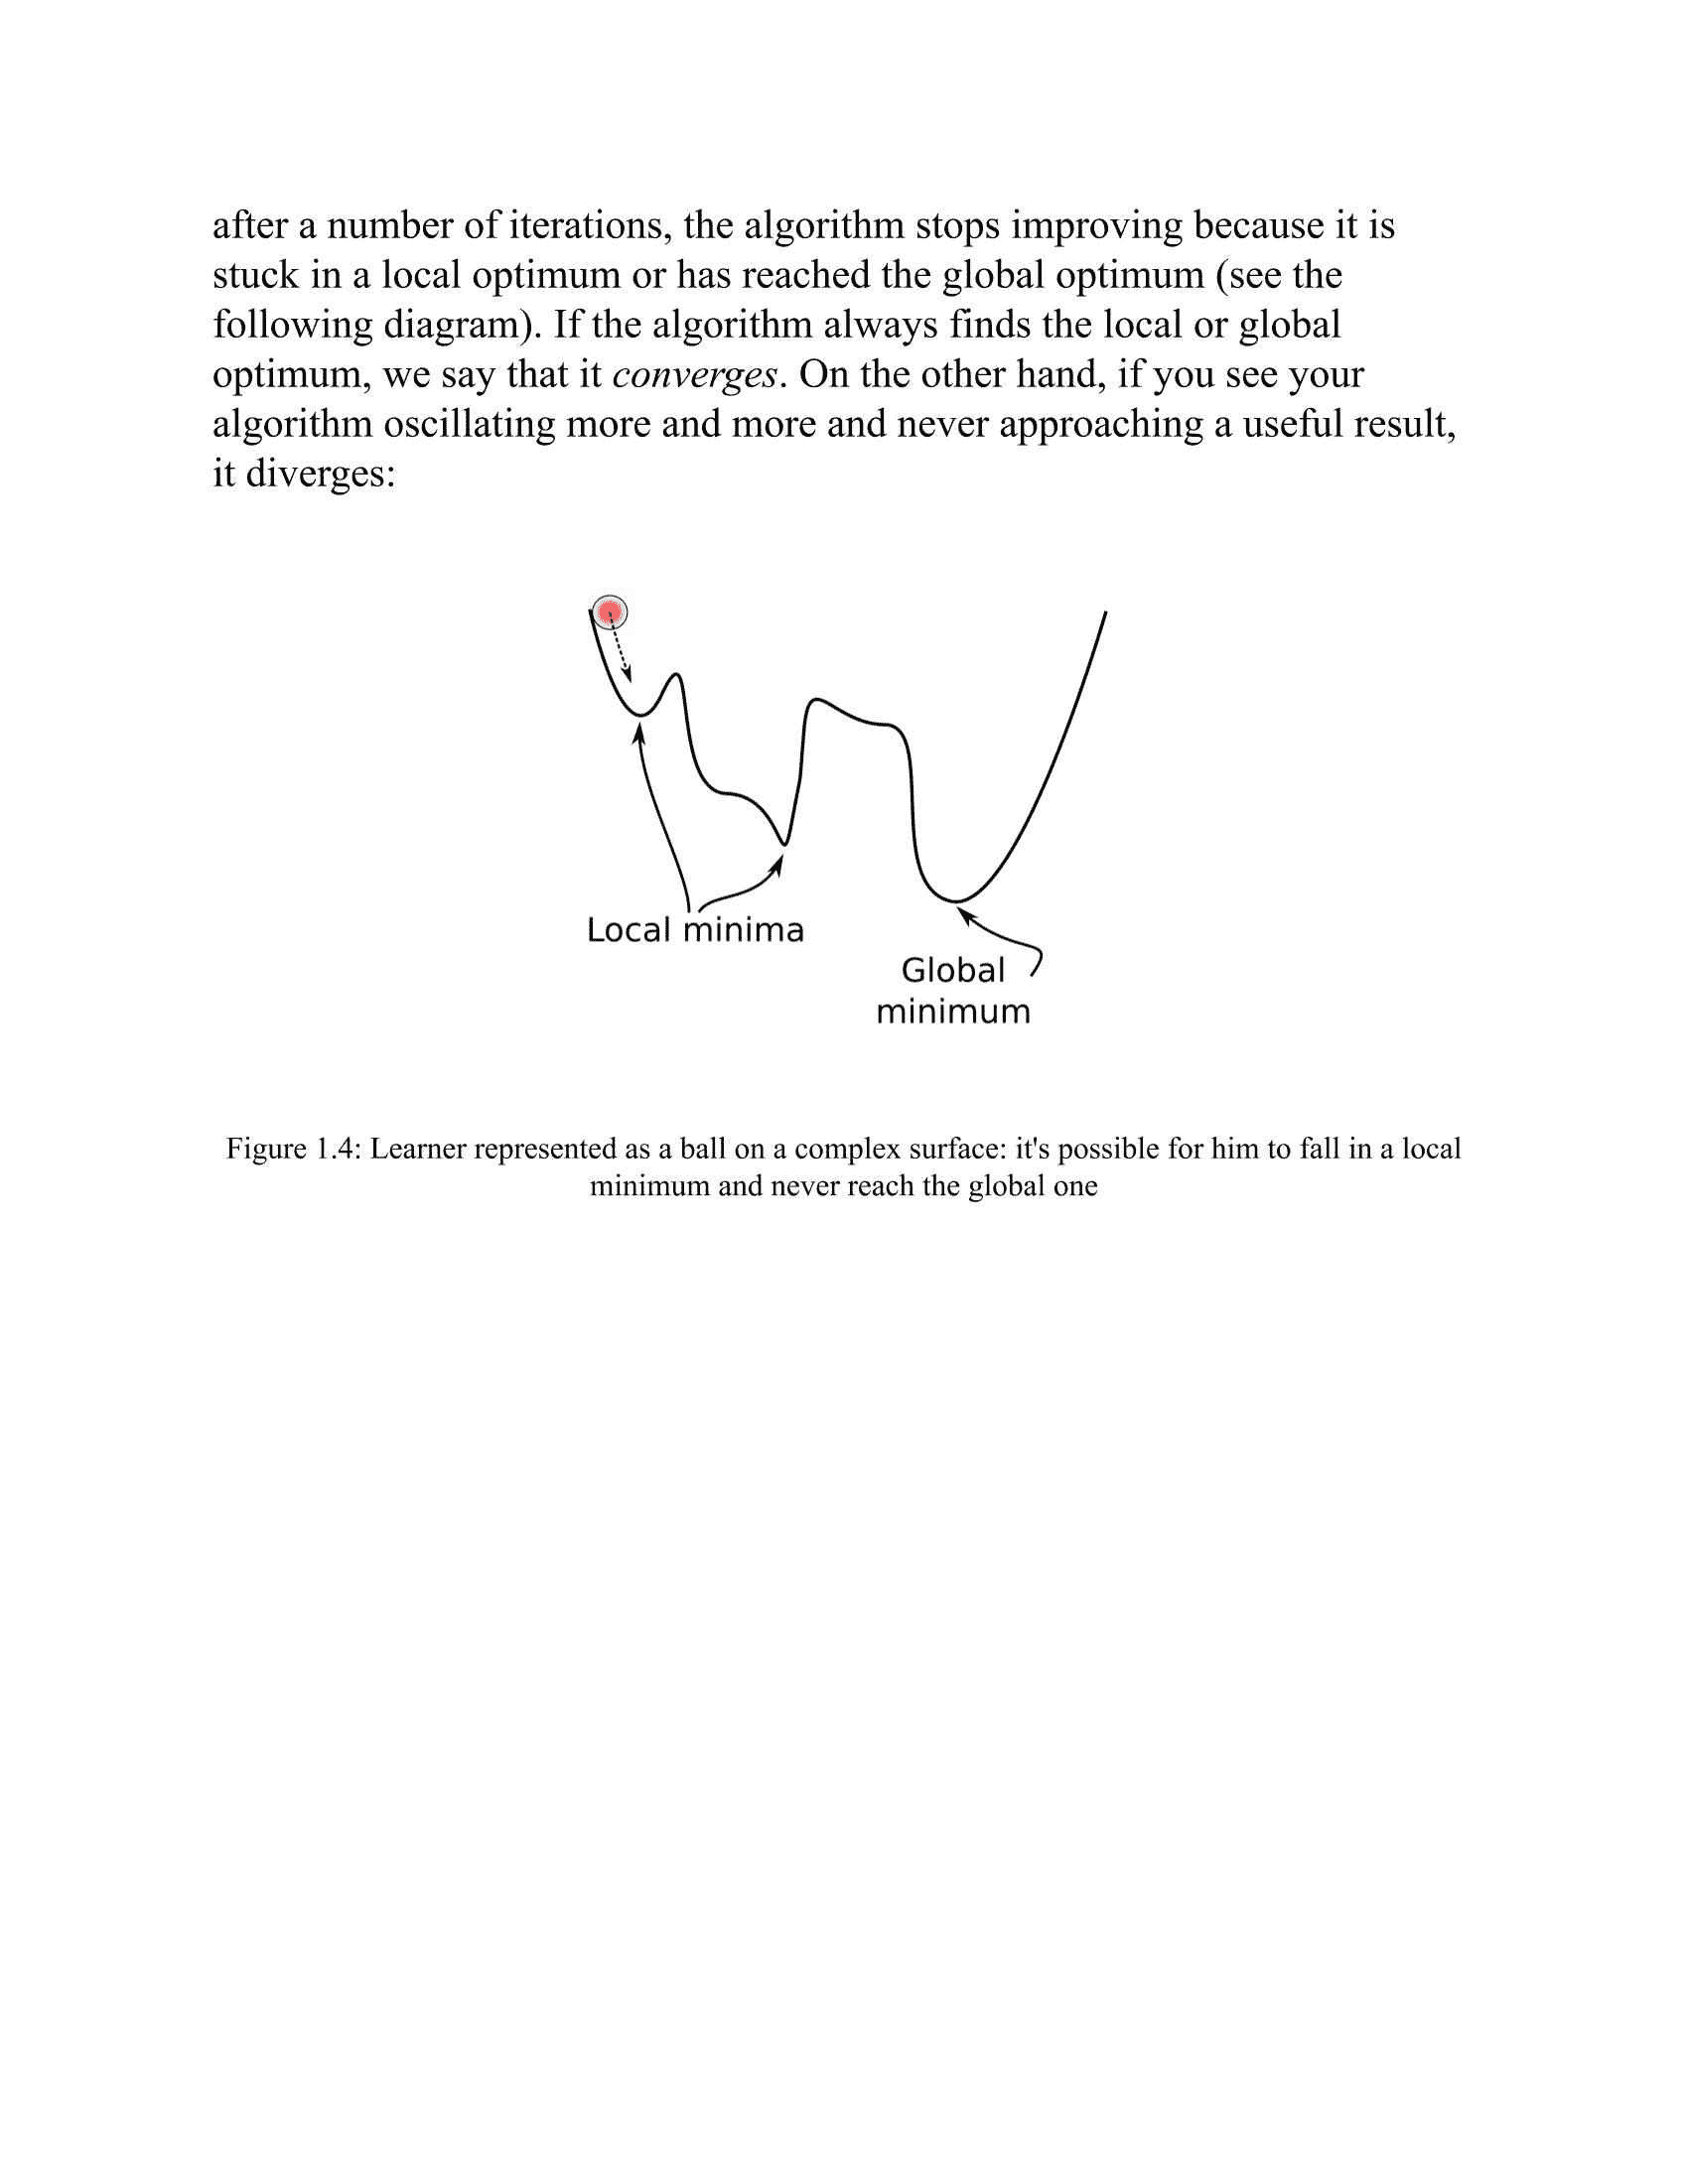 after a number of iterations, the algorithm stops improving because it is
stuck in a local optimum or has reached the global optimum (see the
following diagram). If the algorithm always finds the local or global
optimum, we say that it converges. On the other hand, if you see your
algorithm oscillating more and more and never approaching a useful result,
it diverges:
Local minima
Global
minimum
Figure 1.4: Learner represented as a ball on a complex surface: it's possible for him to fall in a local
minimum and never reach the global one